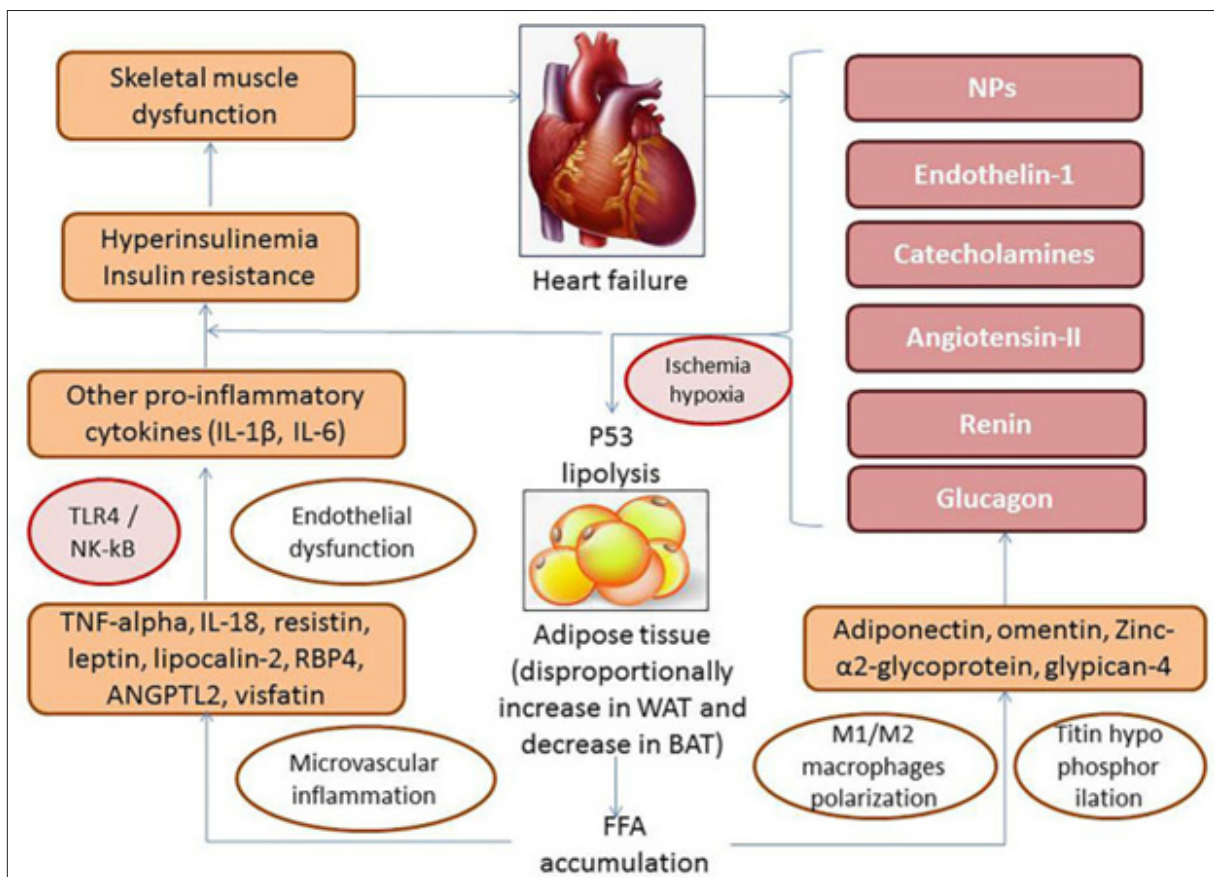 Skeletal muscle
dysfunction
Hyperinsulinemia
Insulin resistance
Other pro-inflammatory
cytokines (IL-1β, IL-6)
TLR4 /
NK-kB
Endothelial
dysfunction
TNF-alpha, IL-18, resistin,
leptin, lipocalin-2, RBP4,
ANGPTL2, visfatin
Microvascular
inflammation
Heart failure
Ischemia
hypoxia
P53
lipolysis
Adipose tissue
(disproportionally
increase in WAT and
decrease in BAT)
FFA
accumulation
NPs
Endothelin-1
Catecholamines
Angiotensin-II
Renin
Glucagon
Adiponectin, omentin, Zinc-
α2-glycoprotein, glypican-4
M1/M2
macrophages
polarization
Titin hypo
phosphor
ilation